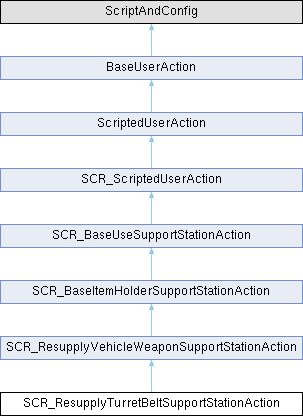 ScriptAndConfig
BaseUserAction
ScriptedUserAction
SCR_ScriptedUserAction
SCR_BaseUseSupportStationAction
SCR_BaseItemHolderSupportStationAction
SCR_ResupplyVehicleWeaponSupportStationAction
SCR_ResupplyTurretBeltSupportStationAction